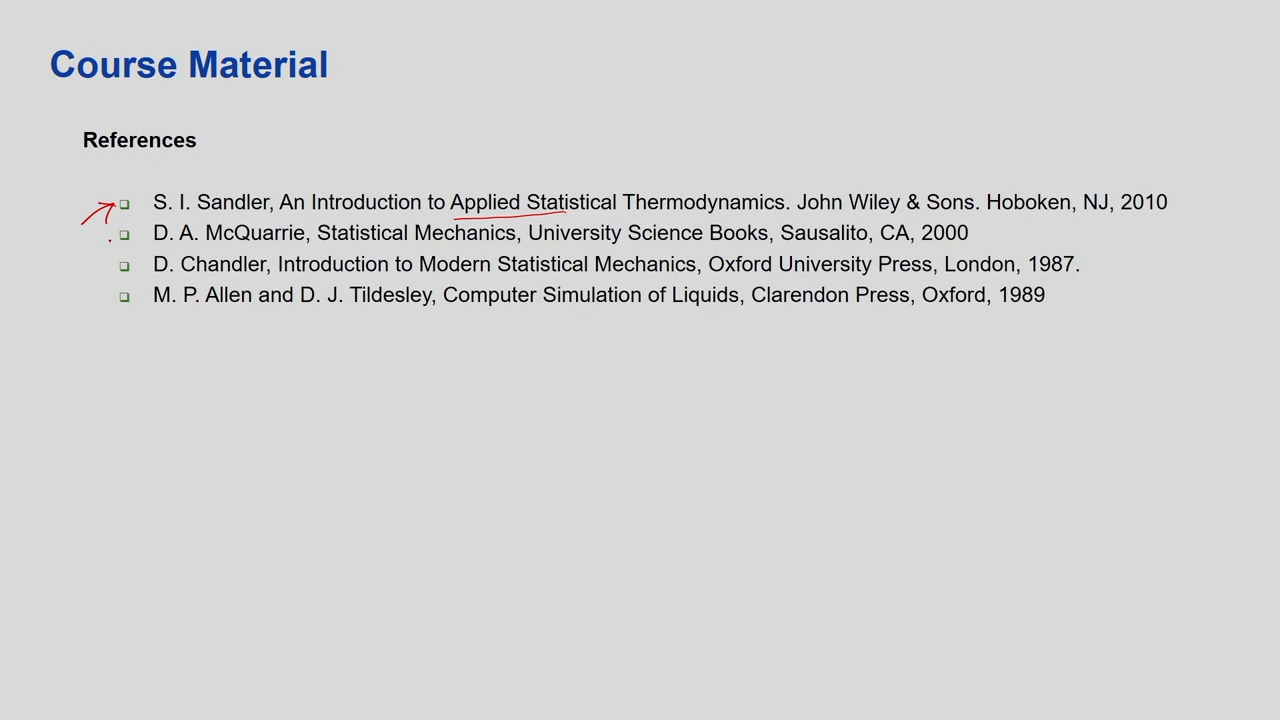 Course Material
References
S. I. Sandler, An Introduction to Applied Statistical Thermodynamics. John Wiley & Sons. Hoboken, NJ, 2010
D. A. McQuarrie, Statistical Mechanics, University Science Books, Sausalito, CA, 2000
D. Chandler, Introduction to Modern Statistical Mechanics, Oxford University Press, London, 1987.
M. P. Allen and D. J. Tildesley, Computer Simulation of Liquids, Clarendon Press, Oxford, 1989